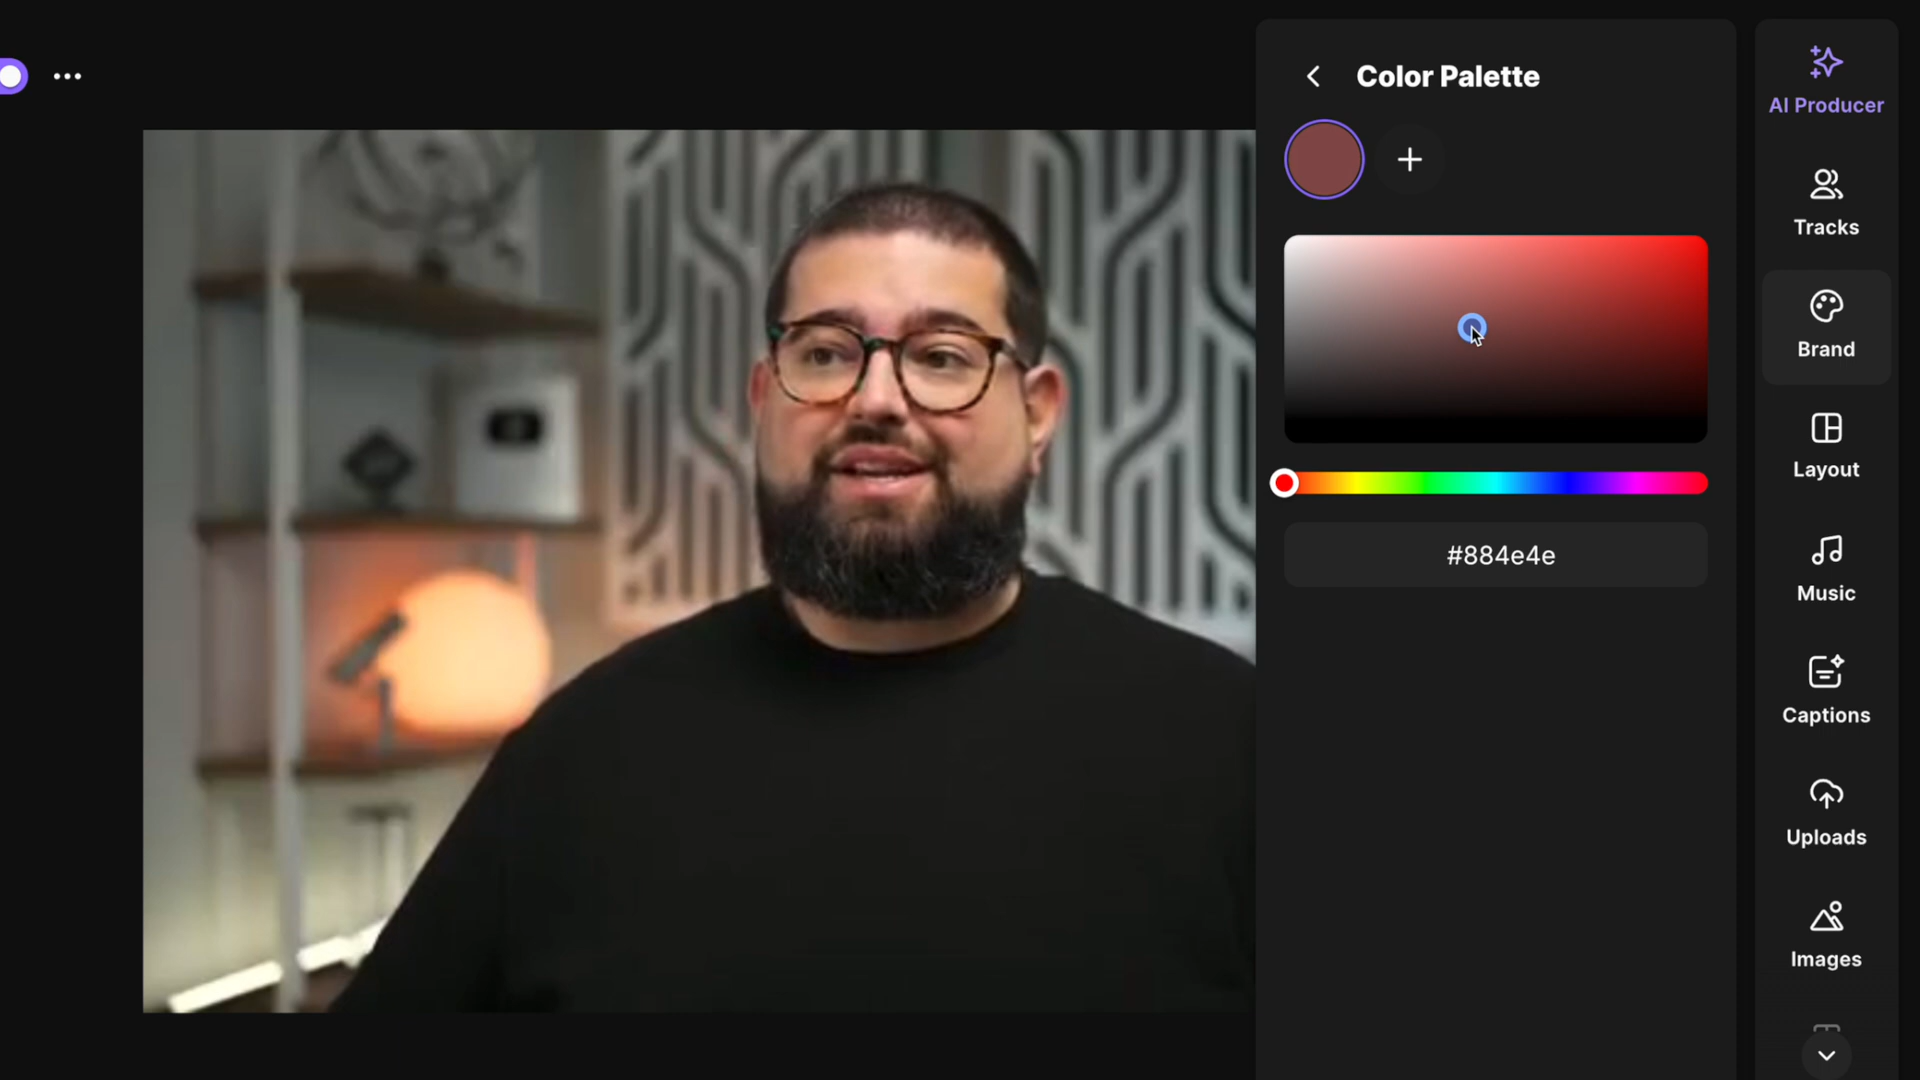 Color Palette
#884e4e
AI Producer
Tracks
Brand
Layout
Music
Captions
Uploads
Images